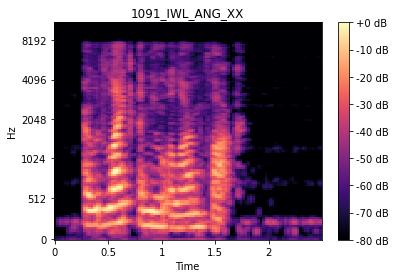 1091_IWL_ANG_XX
+0 dB
8192
-10 dB
4096
-20 dB
-30 dB
2048
Hz
-40 dB
1024
-50 dB
512
-60 dB
-70 dB
0
-80 dB
0 0.5 1 1.5 2
Time